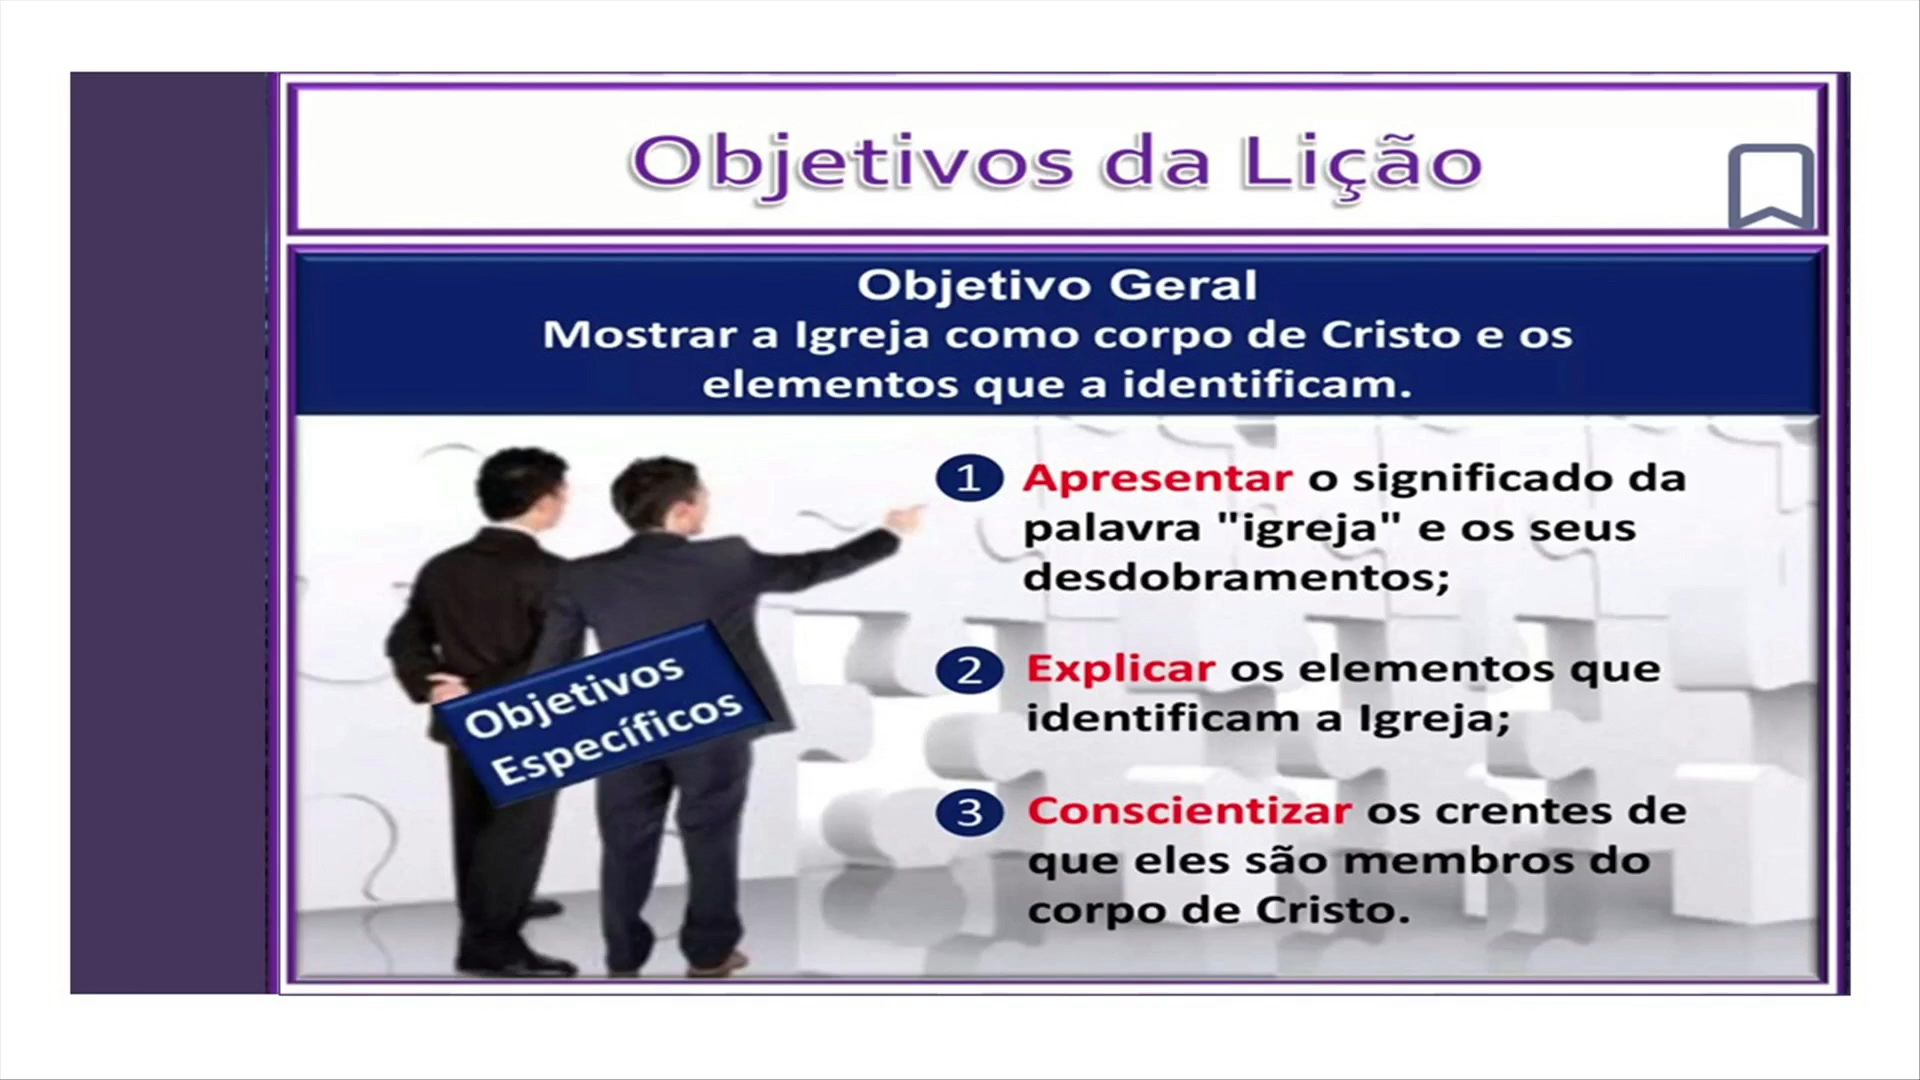 Objetivos da Lição
Objetivo Geral
Mostrar a Igreja como corpo de Cristo e os
elementos que a identificam.
Objetivos
Específicos
1 Apresentar o significado da
palavra "igreja" e os seus
desdobramentos;
2 Explicar os elementos que
identificam a Igreja;
3 Conscientizar os crentes de
que eles são membros do
corpo de Cristo.